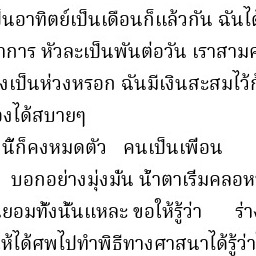 นอาทิตย์เป็นเดือนก็แล้วกัน ฉันได้
าการ หัวละเป็นพันต่อวัน เราสามค
งเป็นห่วงหรอก ฉันมีเงินสะสมไว้ก็
องได้สบายๆ
นี้ก็คงหมดตัว คนเป็นเพื่อน
บอกอย่างมุ่งมั่น น้ำตาเริ่มคลอห
นยอมทั้งนั้นแหละ ขอให้รู้ว่า ร่าง
ห้ได้ศพไปทำพิธีทางศาสนาได้รู้ว่า